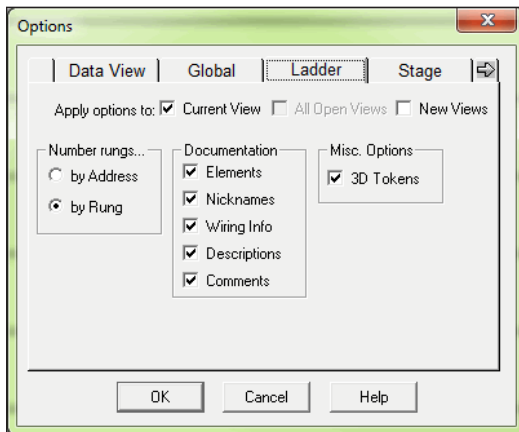 Options
Data View Global Ladder Stage
Apply options to: Current View All Open Views New Views
Number rungs...
by Address
by Rung
Documentation
Elements
Nicknames
Wiring Info
Descriptions
Comments
Misc. Options
3D Tokens
OK Cancel Help